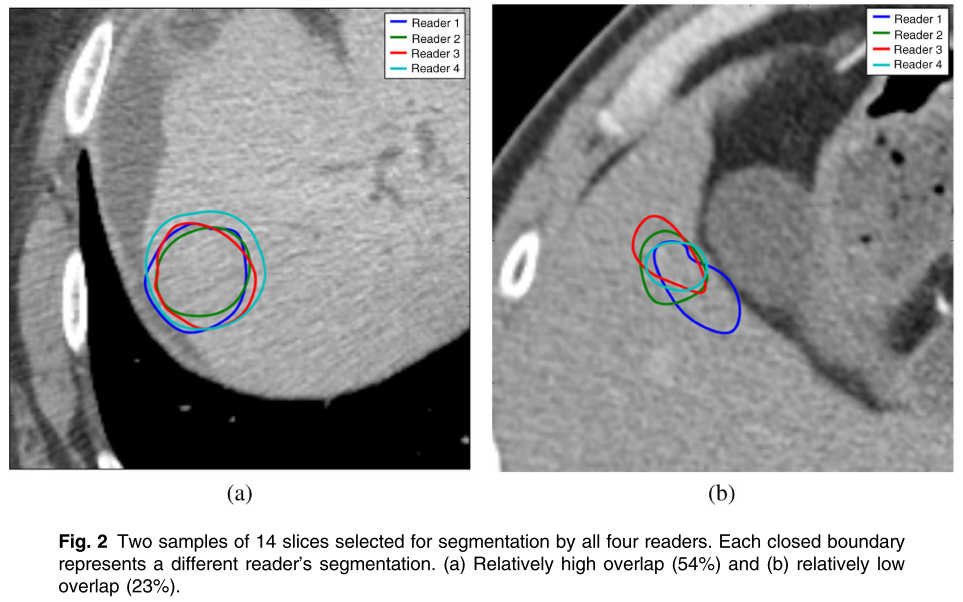 Reader 1
Reader 2
Reader 3
Reader 4
Reader 1
Reader 2
Reader 3
Reader 4
(a)
(b)
Fig. 2 Two samples of 14 slices selected for segmentation by all four readers. Each closed boundary
represents a different reader's segmentation. (a) Relatively high overlap (54%) and (b) relatively low
overlap (23%).